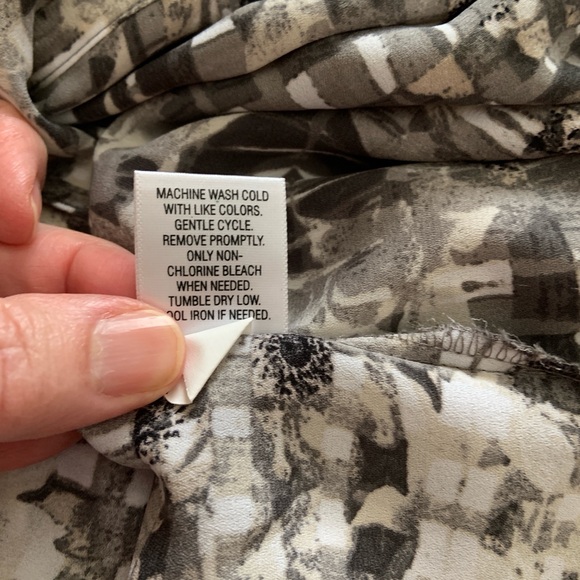 MACHINE WASH COLD
WITH LIKE COLORS.
GENTLE CYCLE.
REMOVE PROMPTLY.
ONLY NON-
CHLORINE BLEACH
WHEN NEEDED.
TUMBLE DRY LOW.
OOL IRON IF NEEDED.